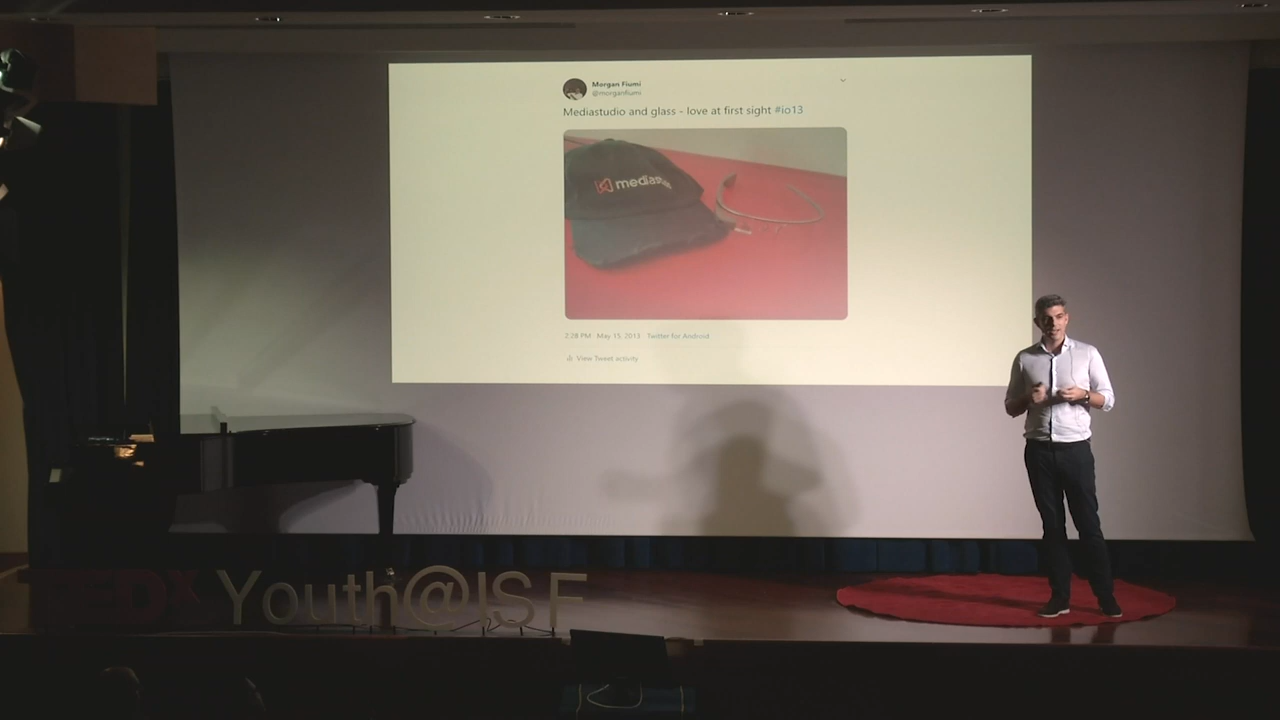 Morgan Fiumi
@morganfiumi
Mediastudio and glass - love at first sight #io13
mediastudio
2:28 PM May 15, 2013 Twitter for Android
View Tweet activity
TEDx Youth@ISF